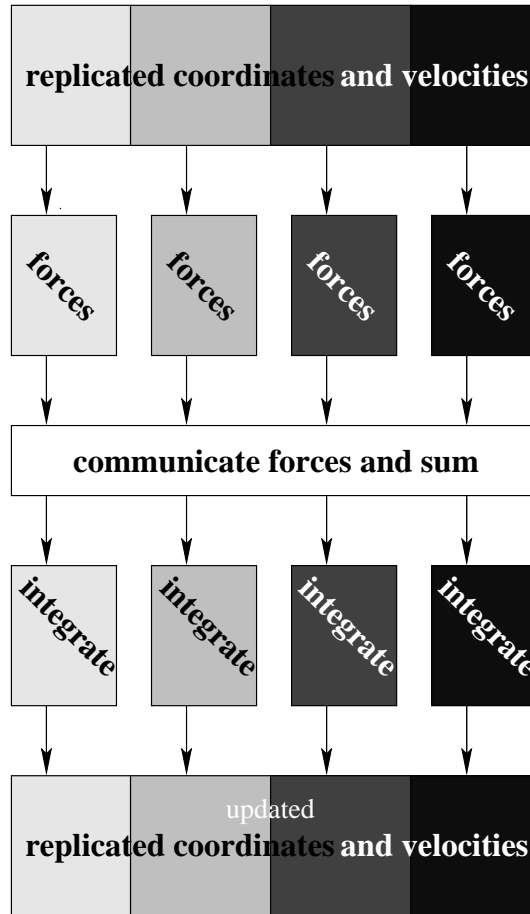 replicated coordinates and velocities
forces forces forces forces
communicate forces and sum
integrate integrate integrate integrate
updated
replicated coordinates and velocities